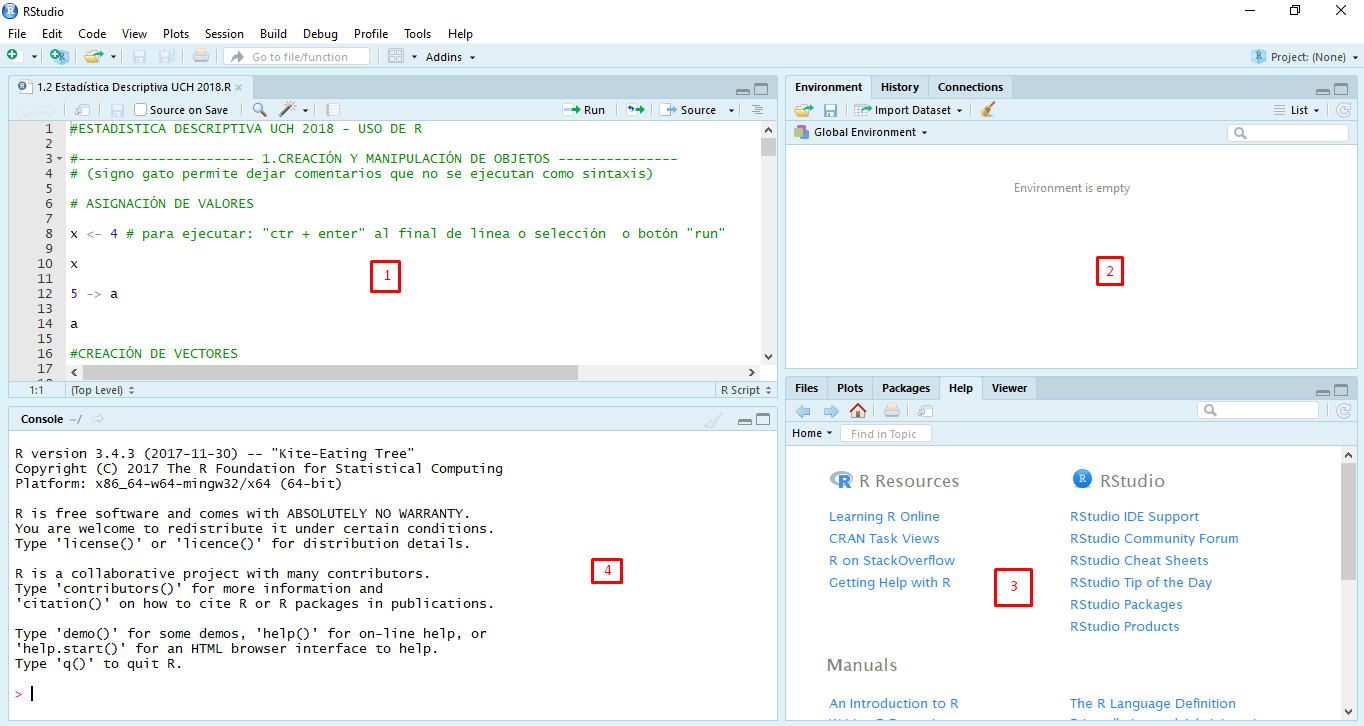 RStudio
File Edit Code View Plots Session Build Debug Profile Tools Help
Go to file/function Addins Project: (None)
1.2 Estadística Descriptiva UCH 2018.R
Source on Save Run Source
1 #ESTADISTICA DESCRIPTIVA UCH 2018 - USO DE R
2
3 #---------------------- 1.CREACIÓN Y MANIPULACIÓN DE OBJETOS ---------------
4 # (signo gato permite dejar comentarios que no se ejecutan como sintaxis)
5
6 # ASIGNACIÓN DE VALORES
7
8 x <- 4 # para ejecutar: "ctr + enter" al final de línea o selección  o botón "run"
9
10 x
11
12 5 -> a
13
14 a
15
16 #CREACIÓN DE VECTORES
17
1
1:1 (Top Level) R Script
Environment History Connections
Import Dataset List
Global Environment
Environment is empty
2
Console ~/
R version 3.4.3 (2017-11-30) -- "Kite-Eating Tree"
Copyright (C) 2017 The R Foundation for Statistical Computing
Platform: x86_64-w64-mingw32/x64 (64-bit)
R is free software and comes with ABSOLUTELY NO WARRANTY.
You are welcome to redistribute it under certain conditions.
Type 'license()' or 'licence()' for distribution details.
R is a collaborative project with many contributors.
Type 'contributors()' for more information and
'citation()' on how to cite R or R packages in publications.
Type 'demo()' for some demos, 'help()' for on-line help, or
'help.start()' for an HTML browser interface to help.
Type 'q()' to quit R.
>
4
Files Plots Packages Help Viewer
Home Find in Topic
R Resources
Learning R Online
CRAN Task Views
R on StackOverflow
Getting Help with R
RStudio
RStudio IDE Support
RStudio Community Forum
RStudio Cheat Sheets
RStudio Tip of the Day
RStudio Packages
RStudio Products
3
Manuals
An Introduction to R
The R Language Definition